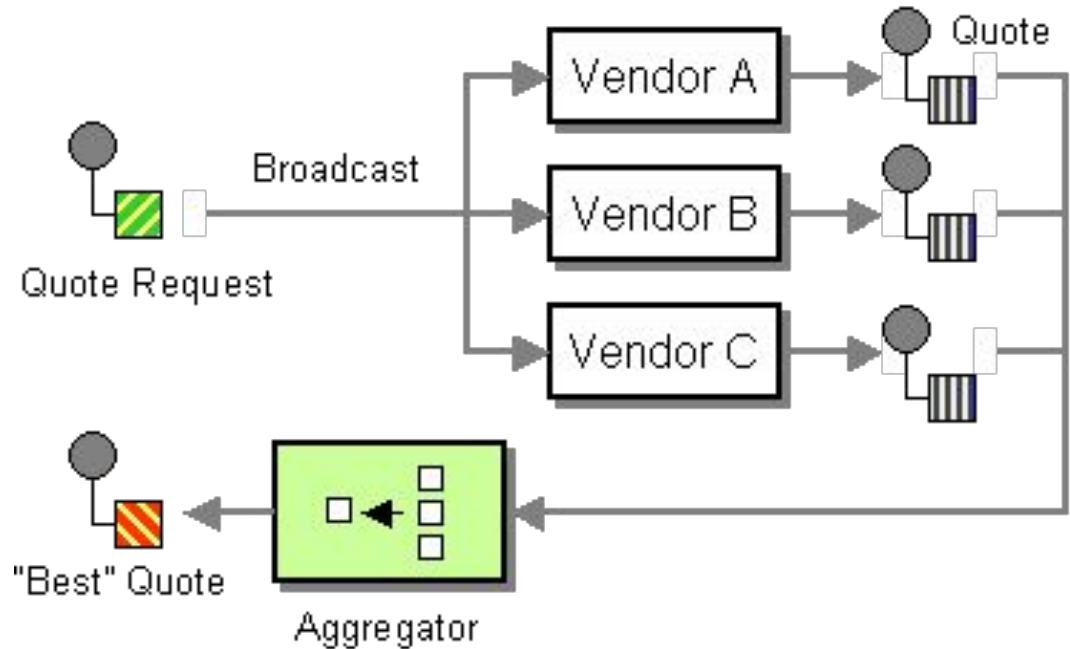 Vendor A
Quote
Broadcast
Vendor B
Quote Request
Vendor C
"Best" Quote
Aggregator